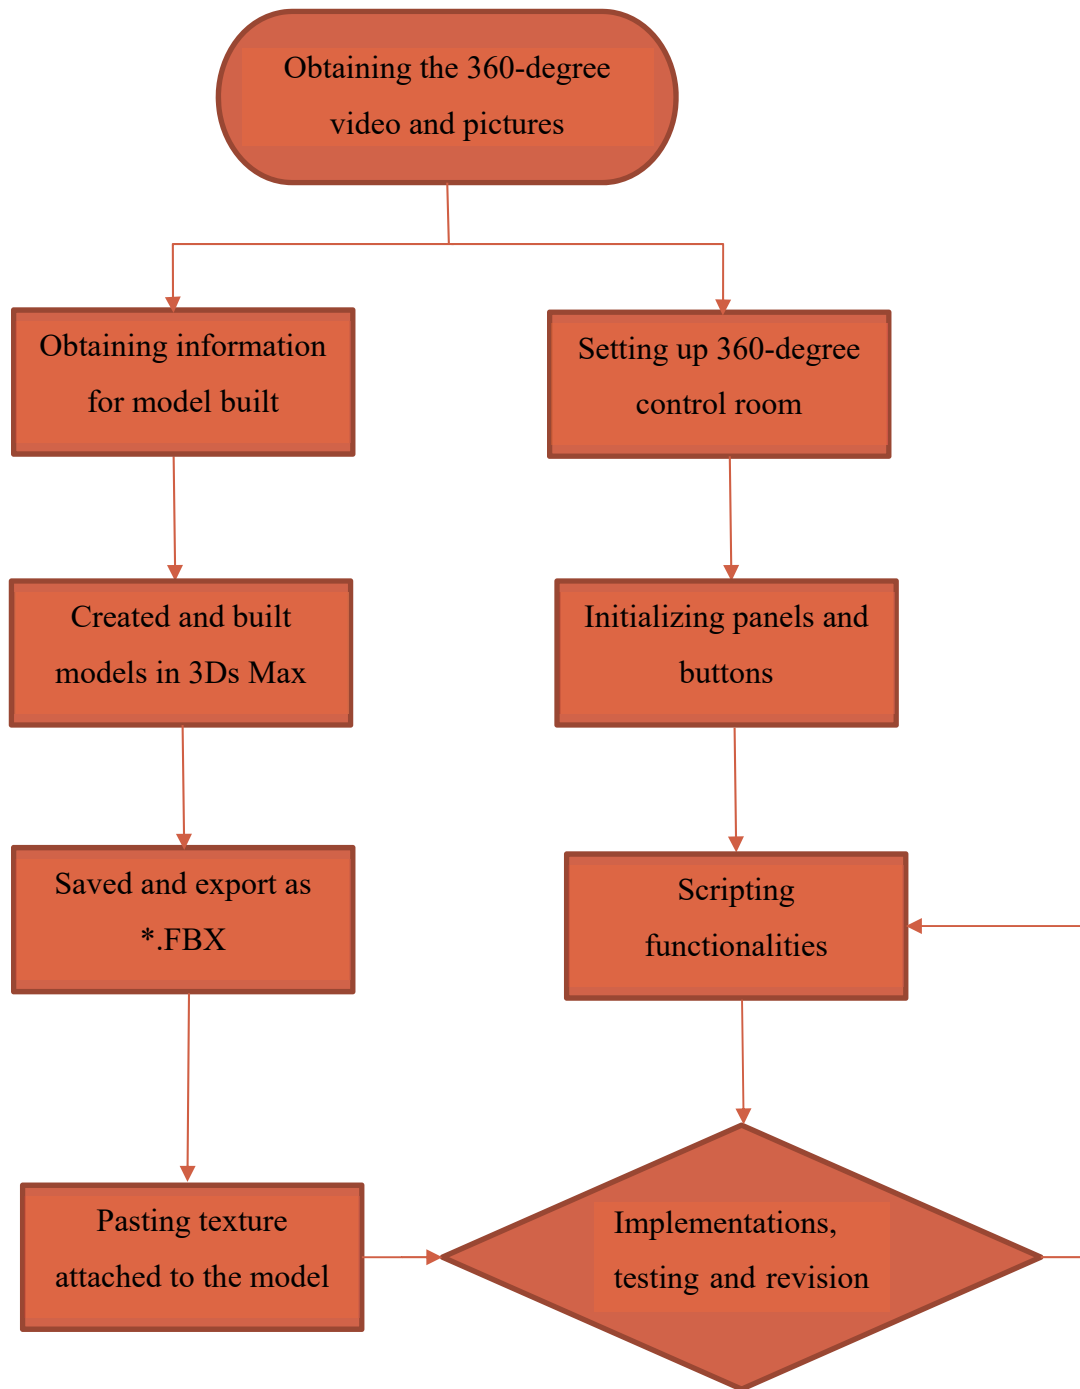 Obtaining the 360-degree
video and pictures
Obtaining information
for model built
Setting up 360-degree
control room
Created and built
models in 3Ds Max
Initializing panels and
buttons
Saved and export as
*.FBX
Scripting
functionalities
Pasting texture
attached to the model
Implementations,
testing and revision